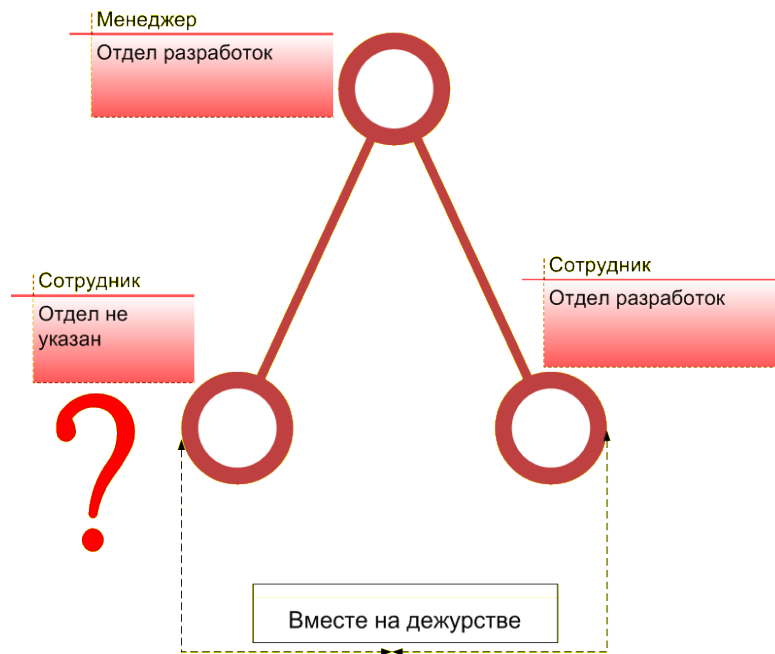 Менеджер
Отдел разработок
Сотрудник
Отдел не
указан
Сотрудник
Отдел разработок
?
Вместе на дежурстве